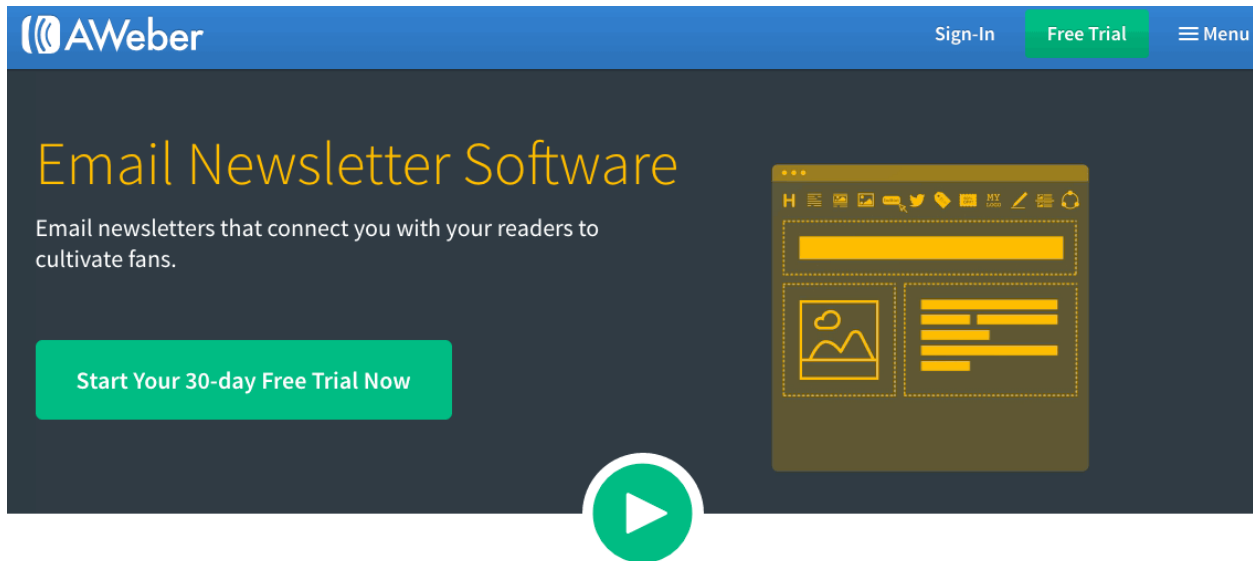 AWeber
Sign-In
Free Trial
Menu
Email Newsletter Software
Email newsletters that connect you with your readers to
cultivate fans.
H
MY
LOGO
Start Your 30-day Free Trial Now